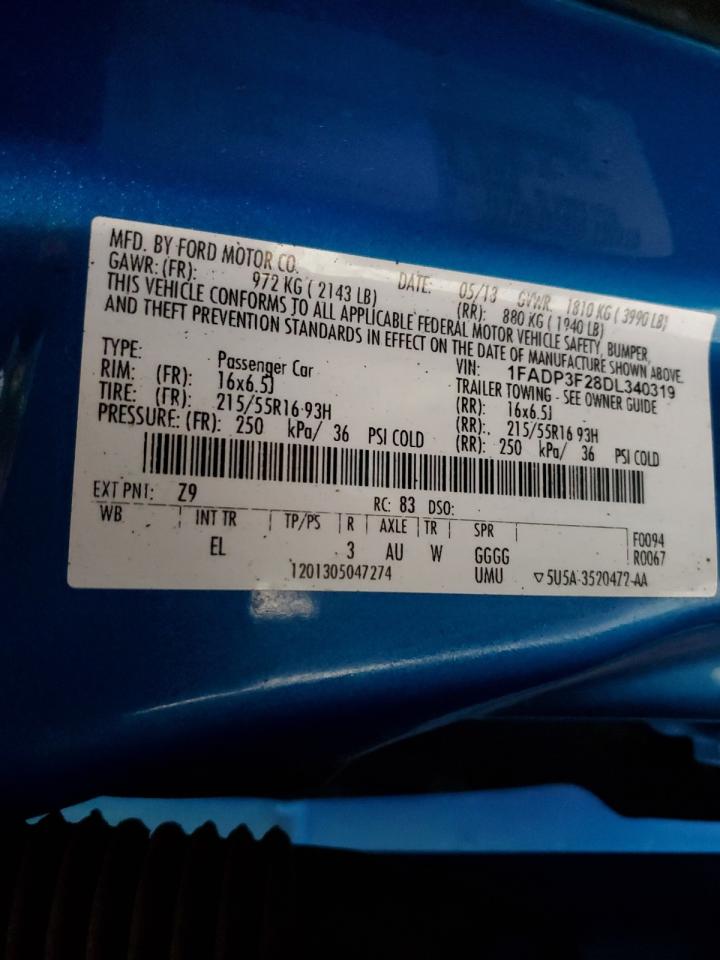 MFD. BY FORD MOTOR CO.
DATE: 05/13 GVWR: 1810 KG ( 3990 LB)
GAWR: (FR): 972 KG ( 2143 LB) (RR): 880 KG ( 1940 LB)
THIS VEHICLE CONFORMS TO ALL APPLICABLE FEDERAL MOTOR VEHICLE SAFETY, BUMPER,
AND THEFT PREVENTION STANDARDS IN EFFECT ON THE DATE OF MANUFACTURE SHOWN ABOVE.
VIN: 1FADP3F28DL340319
TYPE: Passenger Car TRAILER TOWING - SEE OWNER GUIDE
RIM: (FR): 16x6.5J (RR): 16x6.5J
TIRE: (FR): 215/55R16 93H (RR): 215/55R16 93H
PRESSURE: (FR): 250 kPa/ 36 PSI COLD (RR): 250 kPa/ 36 PSI COLD
EXT PNT: Z9 RC: 83 DSO:
WB INT TR TP/PS R AXLE TR SPR F0094
EL 3 AU W GGGG R0067
1201305047274 UMU ▽5U5A-3520472-AA